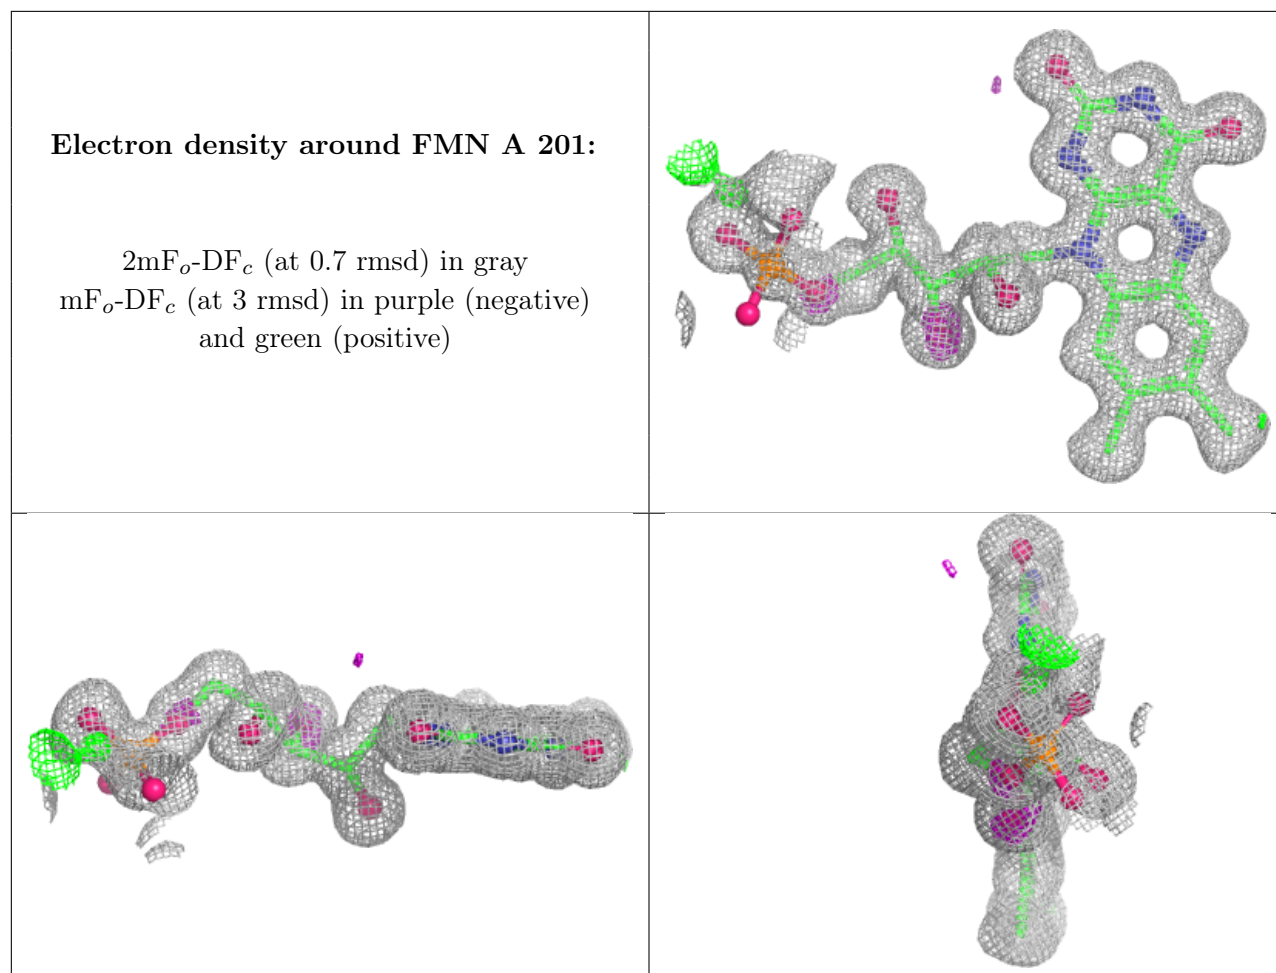 Electron density around FMN A 201:
2mFo-DFc (at 0.7 rmsd) in gray
mFo-DFc (at 3 rmsd) in purple (negative)
and green (positive)